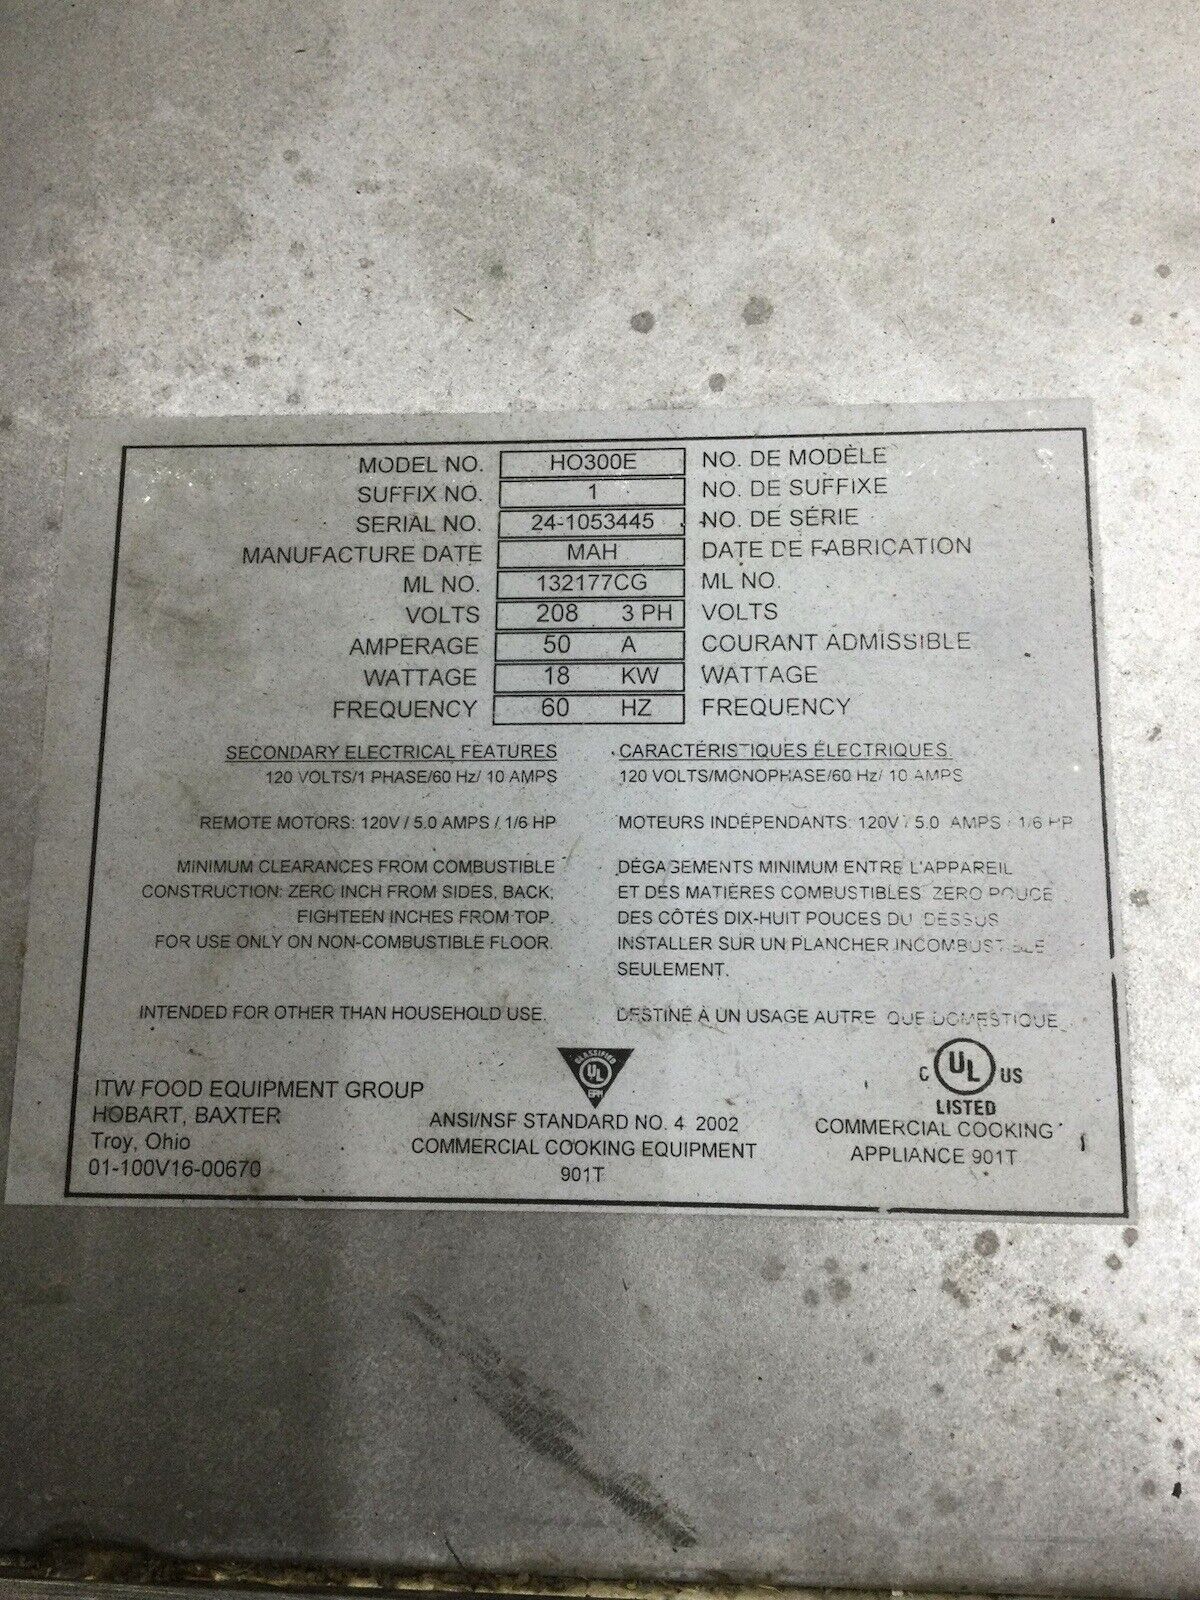 MODEL NO. HO300E NO. DE MODÈLE
SUFFIX NO. 1 NO. DE SUFFIXE
SERIAL NO. 24-1053445 NO. DE SÉRIE
MANUFACTURE DATE MAH DATE DE FABRICATION
ML NO. 132177CG ML NO.
VOLTS 208 3 PH VOLTS
AMPERAGE 50 A COURANT ADMISSIBLE
WATTAGE 18 KW WATTAGE
FREQUENCY 60 HZ FREQUENCY
SECONDARY ELECTRICAL FEATURES
120 VOLTS/1 PHASE/60 Hz/ 10 AMPS
REMOTE MOTORS: 120V / 5.0 AMPS / 1/6 HP
MINIMUM CLEARANCES FROM COMBUSTIBLE
CONSTRUCTION: ZERO INCH FROM SIDES, BACK;
EIGHTEEN INCHES FROM TOP.
FOR USE ONLY ON NON-COMBUSTIBLE FLOOR.
INTENDED FOR OTHER THAN HOUSEHOLD USE.
CARACTÉRISTIQUES ÉLECTRIQUES
120 VOLTS/MONOPHASE/60 Hz/ 10 AMPS
MOTEURS INDÉPENDANTS: 120V / 5.0 AMPS / 1/6 HP
DÉGAGEMENTS MINIMUM ENTRE L'APPAREIL
ET DES MATIÈRES COMBUSTIBLES ZERO POUCE
DES CÔTÉS DIX-HUIT POUCES DU DESSUS
INSTALLER SUR UN PLANCHER INCOMBUSTIBLE
SEULEMENT.
DESTINÉ À UN USAGE AUTRE QUE DOMESTIQUE
ITW FOOD EQUIPMENT GROUP
HOBART, BAXTER
Troy, Ohio
01-100V16-00670
CLASSIFIED
UL
EPH
ANSI/NSF STANDARD NO. 4 2002
COMMERCIAL COOKING EQUIPMENT
901T
C UL US
LISTED
COMMERCIAL COOKING
APPLIANCE 901T